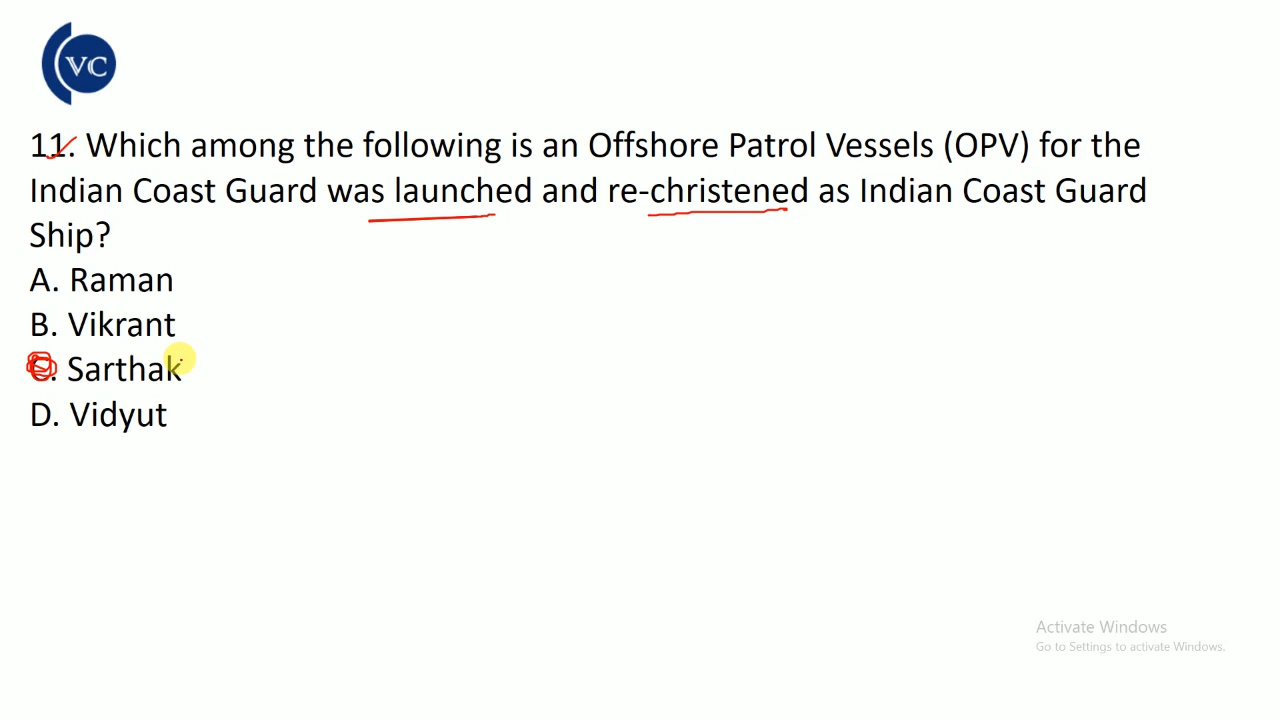 VC
11. Which among the following is an Offshore Patrol Vessels (OPV) for the
Indian Coast Guard was launched and re-christened as Indian Coast Guard
Ship?
A. Raman
B. Vikrant
C. Sarthak
D. Vidyut
Activate Windows
Go to Settings to activate Windows.